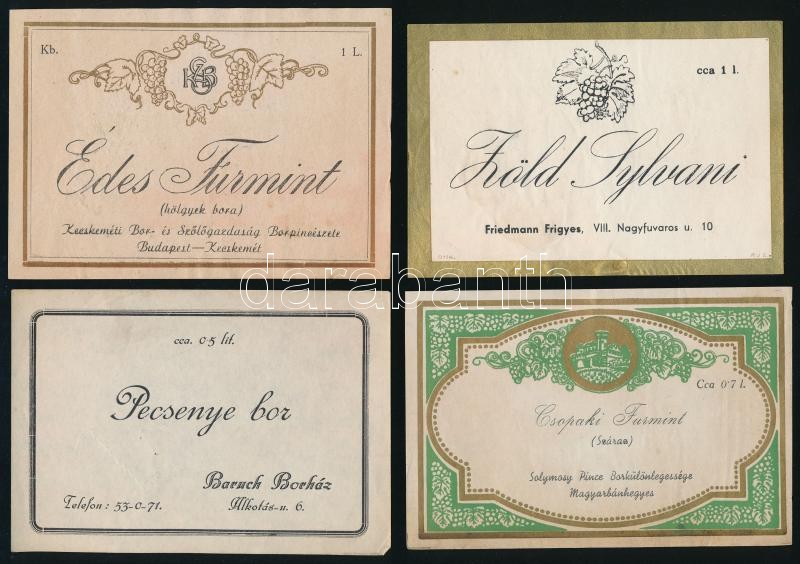 Kb.
KSGB
1 L.
Édes Furmint
(hölgyek bora)
Kecskeméti Bor- és Szőlőgazdaság Borpincészete
Budapest—Kecskemét
cca 1 l.
Zöld Sylvani
Friedmann Frigyes, VIII. Nagyfuvaros u. 10
darabanth
cca. 0·5 lit.
Pecsenye bor
Baruch Borház
Telefon: 53-0-71.
Alkotás-u. 6.
Cca 0'7 l.
Csopaki Furmint
(Száraz)
Solymosy Pince Borkülönlegessége
Magyarbánhegyes